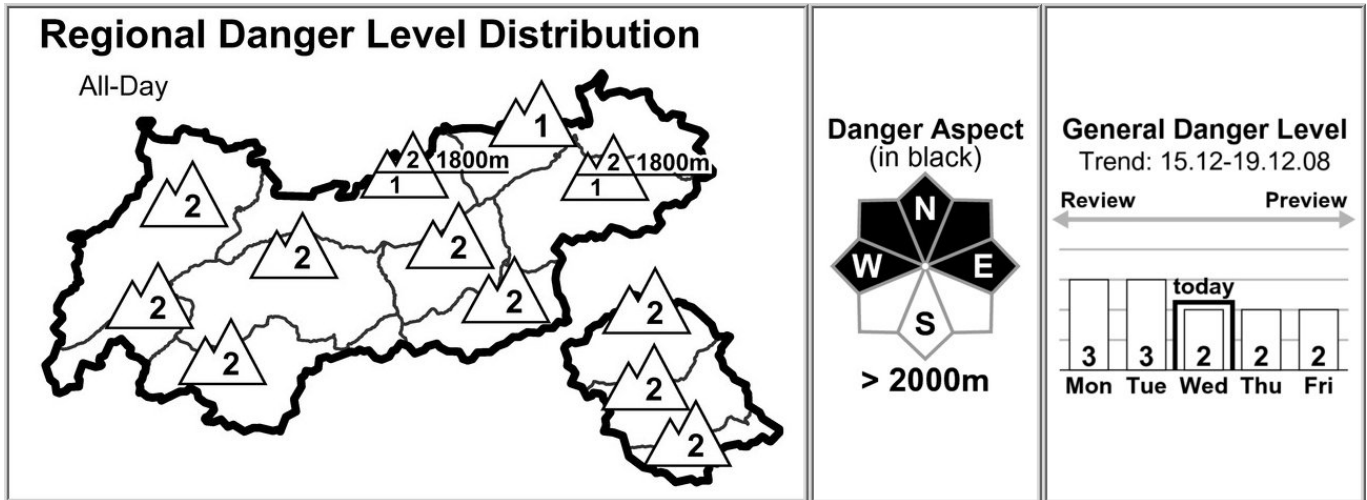 Regional Danger Level Distribution
All-Day
1
2 1800m
1
2 1800m
1
2
2
2
2
2
2
2
2
2
Danger Aspect
(in black)
N
W E
S
> 2000m
General Danger Level
Trend: 15.12-19.12.08
Review Preview
today
3 3 2 2 2
Mon Tue Wed Thu Fri